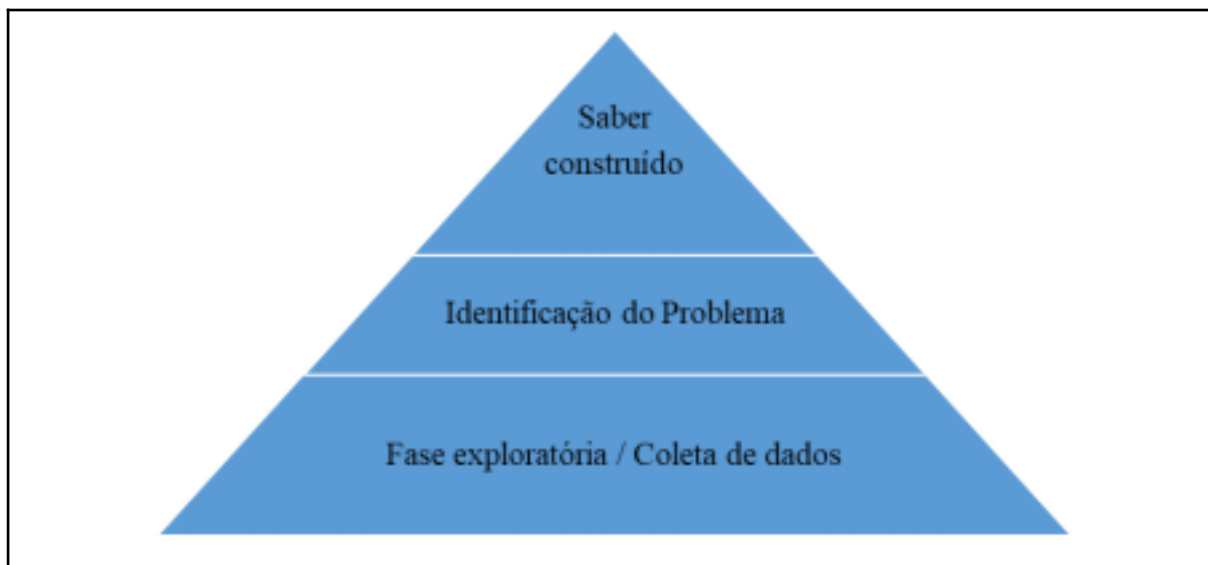 Saber
construído
Identificação do Problema
Fase exploratória / Coleta de dados